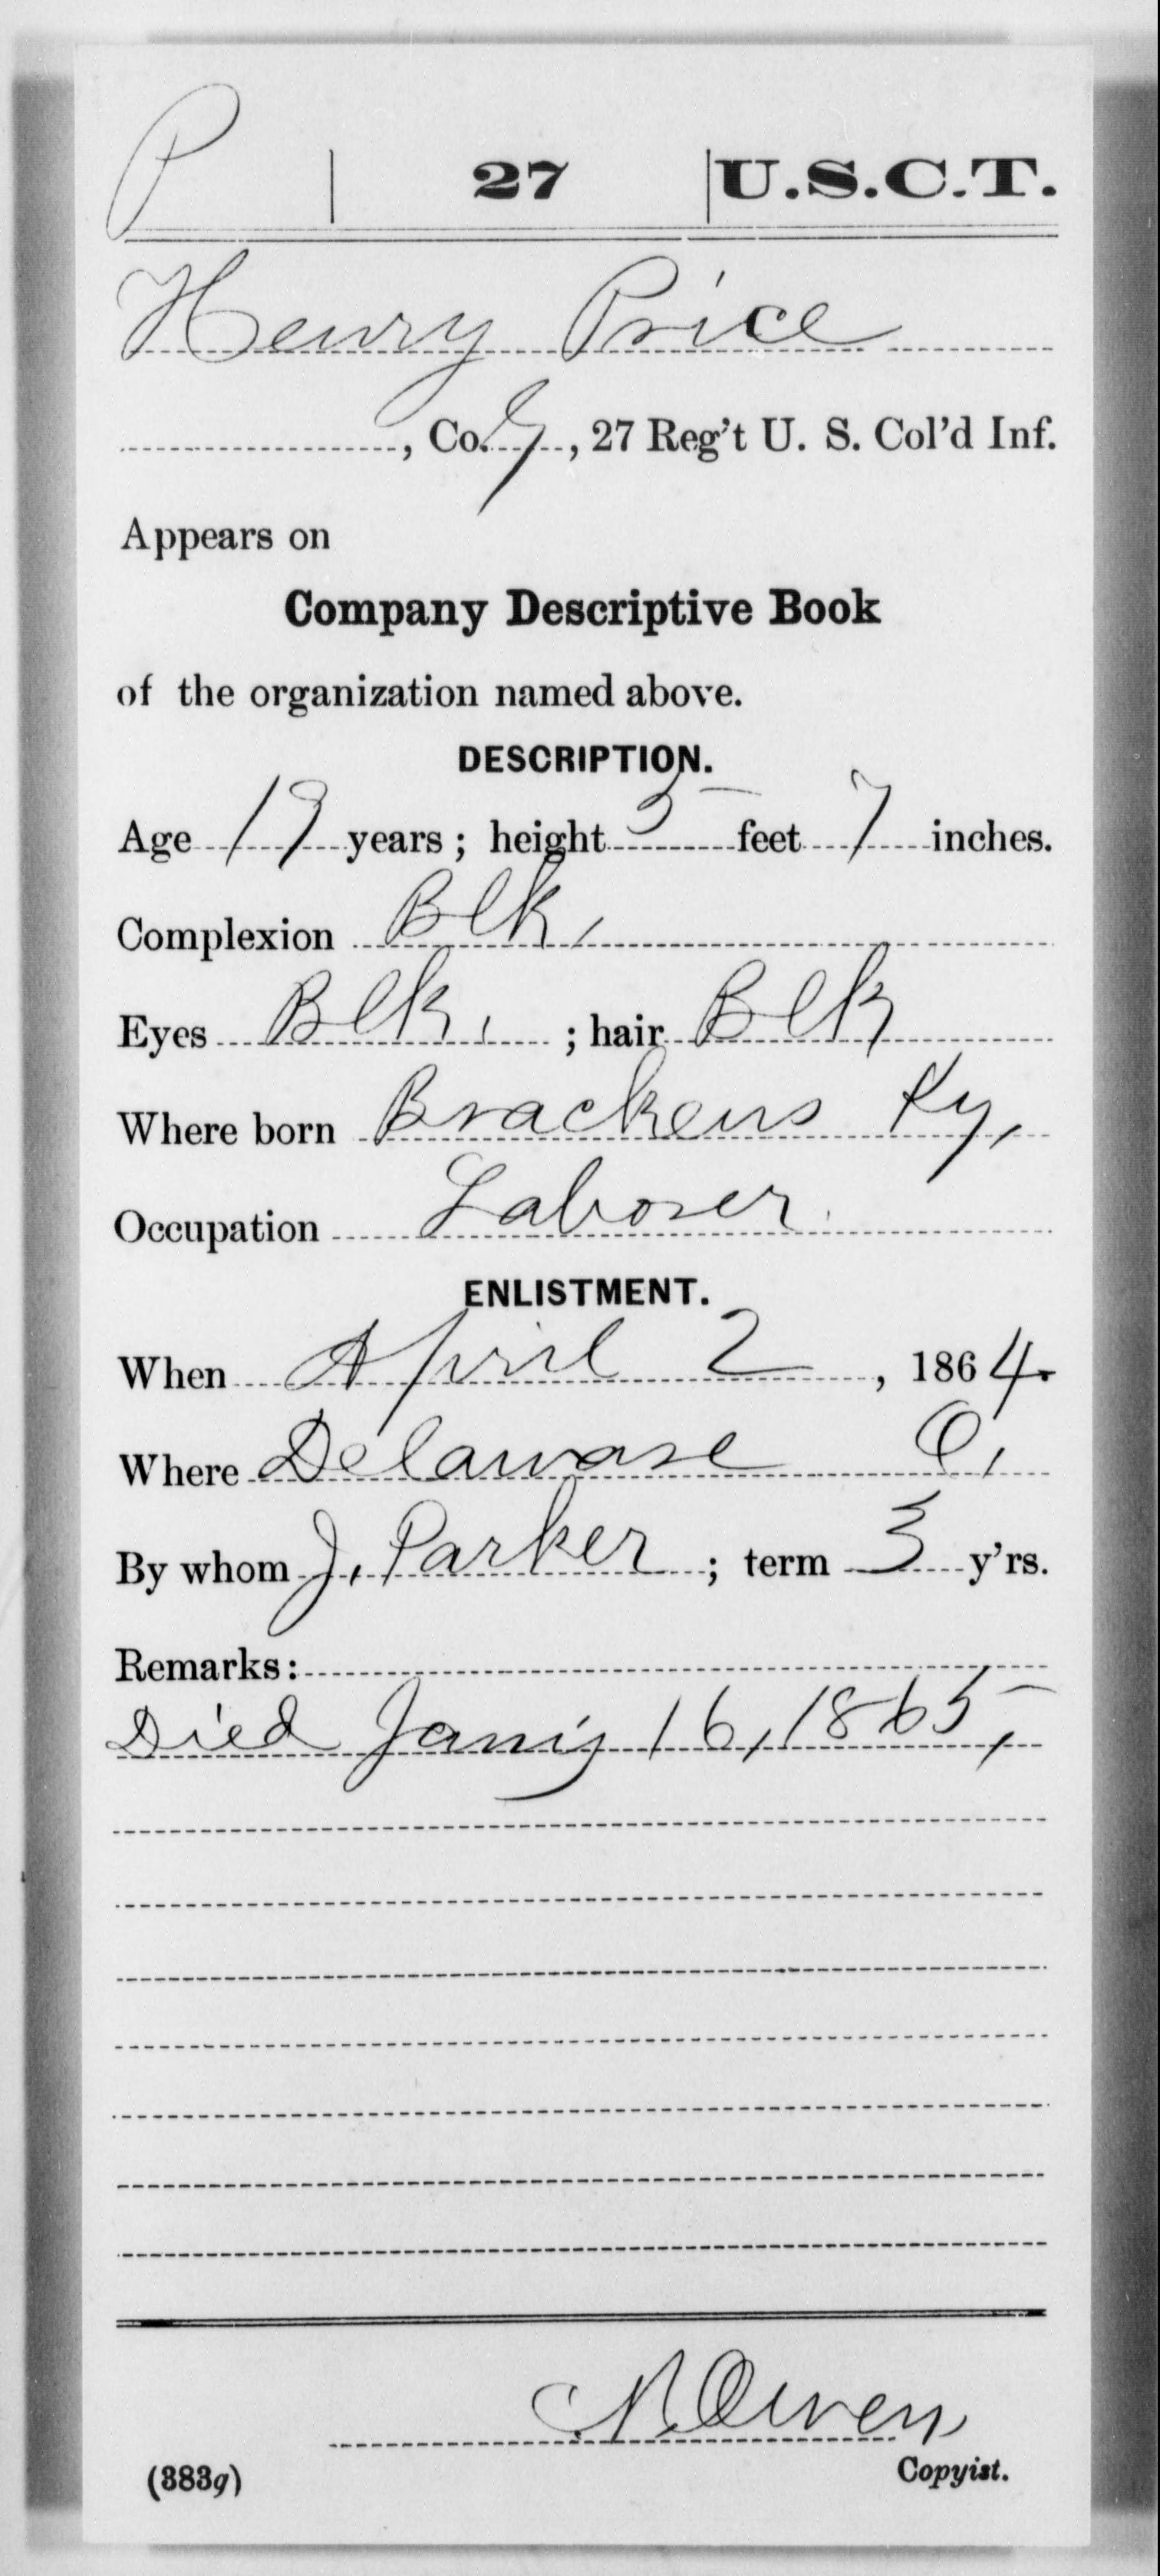 P | 27 | U.S.C.T.
Henry Price
, Co. G, 27 Reg't U. S. Col'd Inf.
Appears on
Company Descriptive Book
of the organization named above.
DESCRIPTION.
Age 19 years; height 5 feet 7 inches.
Complexion Blk.
Eyes Blk. ; hair Blk
Where born Brackens Ky,
Occupation Laborer.
ENLISTMENT.
When April 2, 1864.
Where Delaware O,
By whom J. Parker ; term 3 y'rs.
Remarks:
Died Jan'y 16, 1865,
Owen
(383g) Copyist.